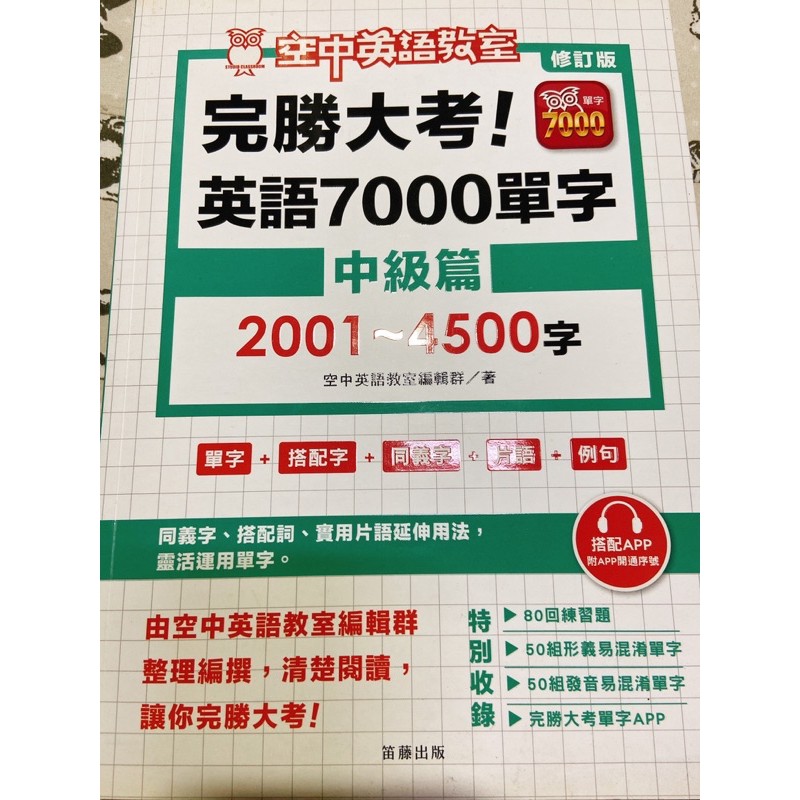 STUDIO CLASSROOM
空中英語教室
修訂版
完勝大考!
單字
7000
英語7000單字
中級篇
2001~4500字
空中英語教室編輯群／著
單字 + 搭配字 + 同義字 + 片語 + 例句
同義字、搭配詞、實用片語延伸用法，
靈活運用單字。
搭配APP
附APP開通序號
由空中英語教室編輯群
整理編撰，清楚閱讀，
讓你完勝大考!
特別收錄
▶ 80回練習題
▶ 50組形義易混淆單字
▶ 50組發音易混淆單字
▶ 完勝大考單字APP
笛藤出版